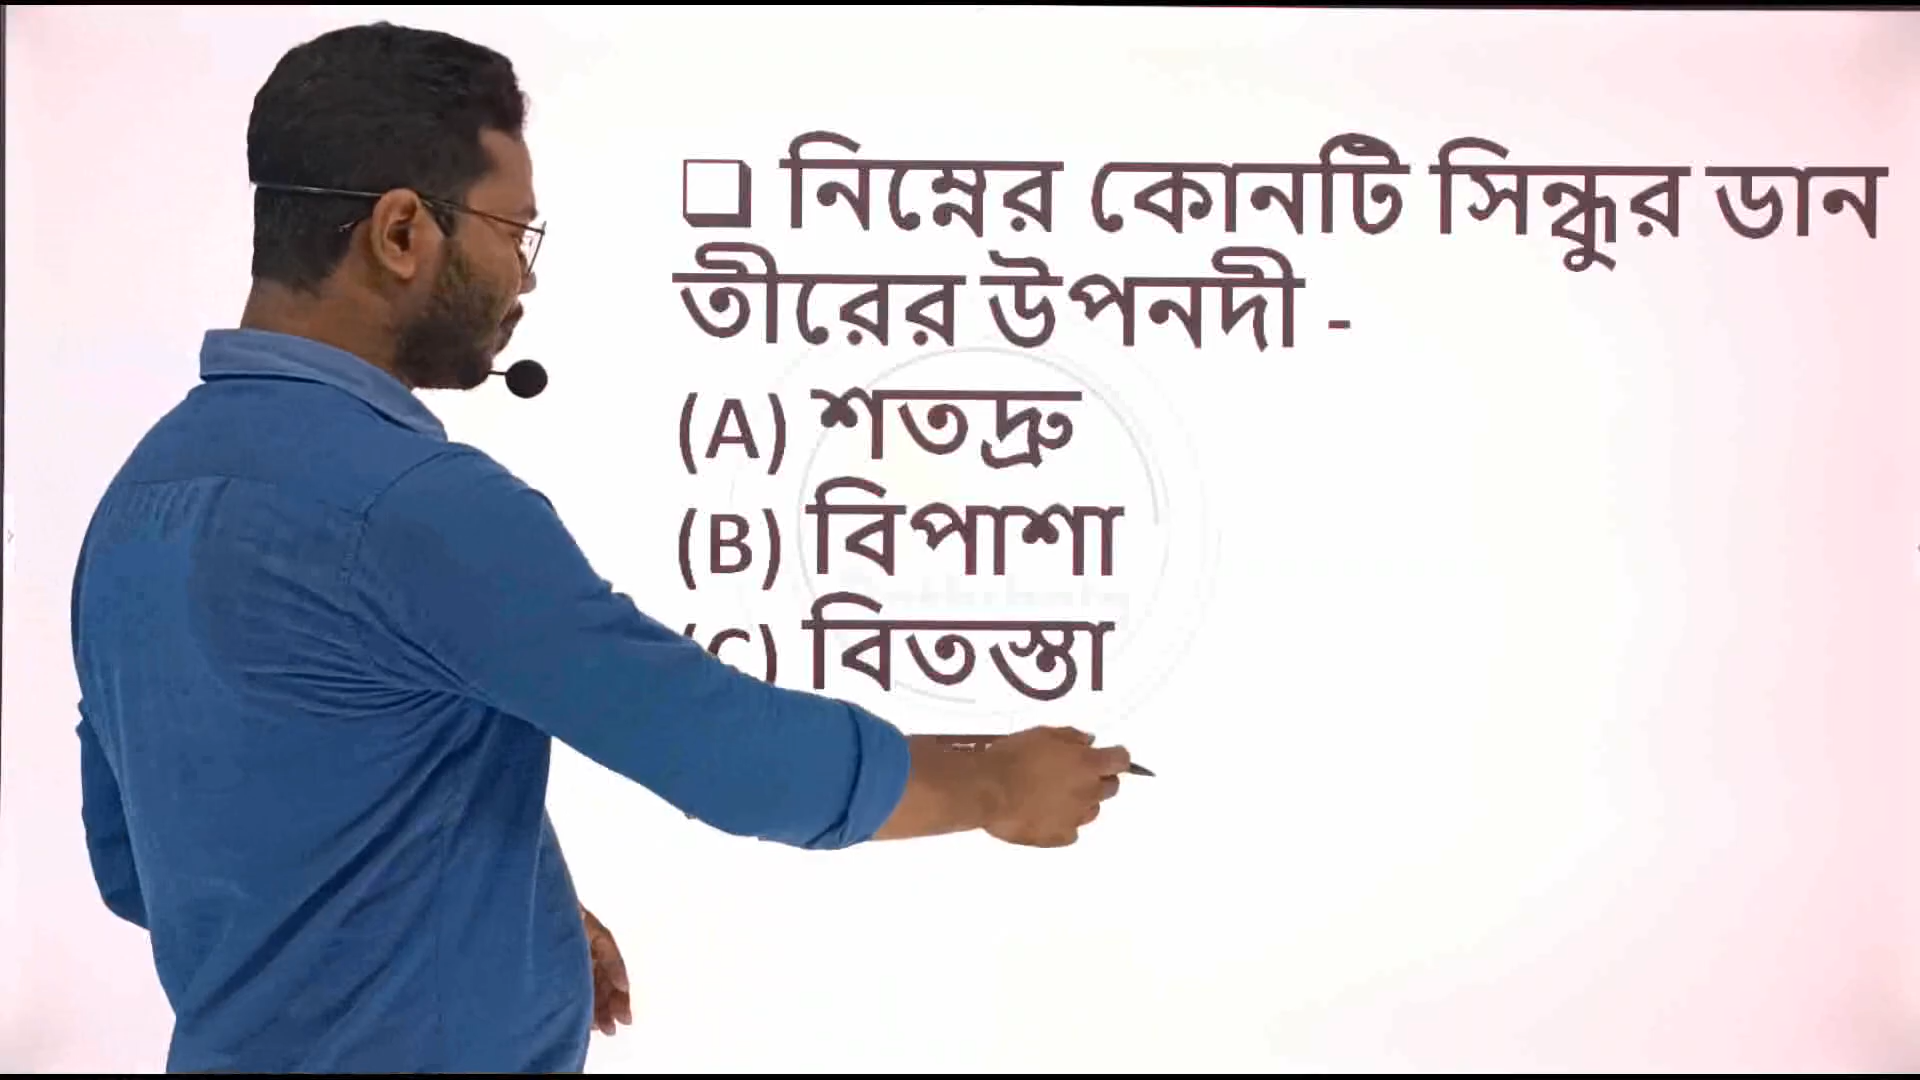 ❑ নিম্নের কোনটি সিন্ধুর ডান
তীরের উপনদী -
(A) শতদ্রু
(B) বিপাশা
(C) বিতস্তা